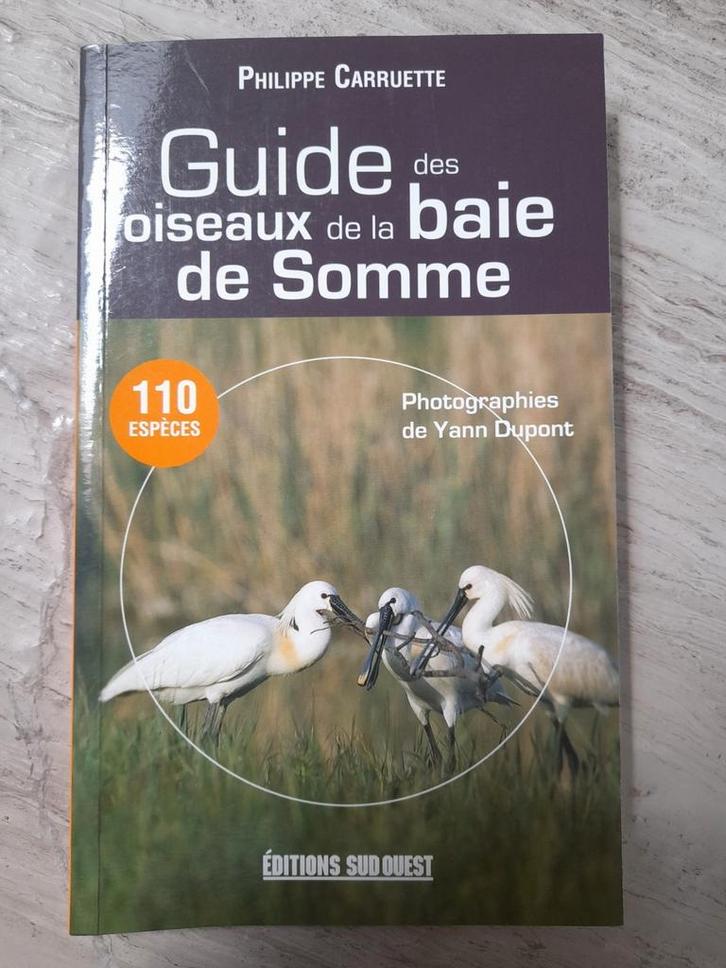 Philippe Carruette
Guide des
oiseaux de la baie
de Somme
110
ESPÈCES
Photographies
de Yann Dupont
ÉDITIONS SUD OUEST